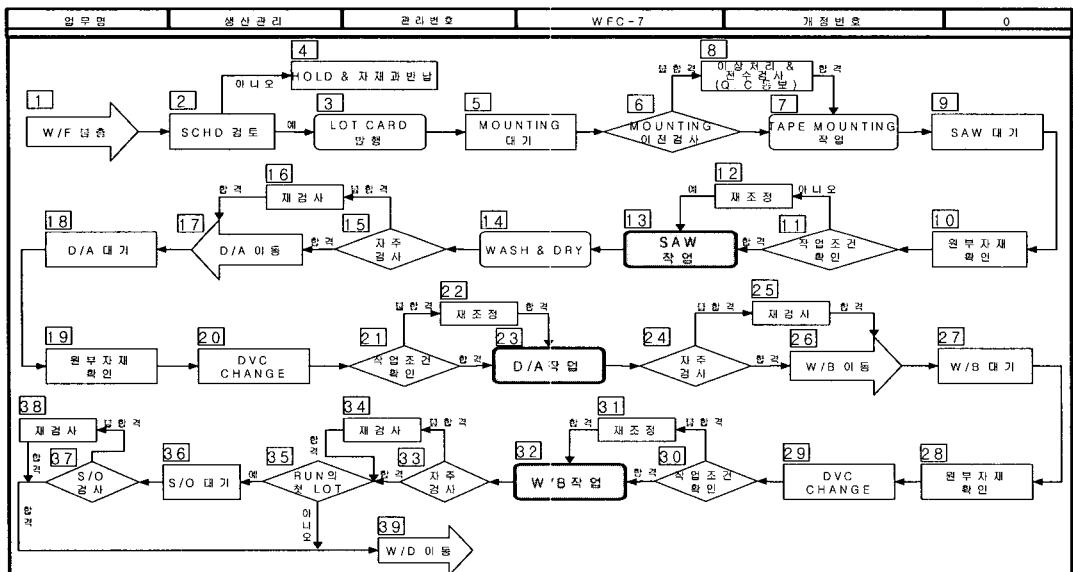 업무명 생산관리 관리번호 WFC-7 개정번호 0
4
HOLD & 자재과반납
아니오
8
이상처리 &
전수검사
(Q.C 통보)
불합격
합격
1
W/F 불출
2
SCHD 검토
예
3
LOT CARD
발행
5
MOUNTING
대기
6
MOUNTING
이전검사
7
TAPE MOUNTING
작업
9
SAW 대기
16
재검사
합격
불합격
12
재조정
예
아니오
18
D/A 대기
17
D/A 이동
합격
15
자주
검사
14
WASH & DRY
13
SAW
작업
합격
11
작업조건
확인
10
원부자재
확인
22
재조정
불합격
합격
25
재검사
불합격
합격
19
원부자재
확인
20
DVC
CHANGE
21
작업조건
확인
합격
23
D/A작업
24
자주
검사
합격
26
W/B 이동
27
W/B 대기
38
재검사
불합격
합격
34
재검사
불합격
합격
31
재조정
합격
불합격
37
S/O
검사
합격
36
S/O 대기
예
35
RUN의
첫 LOT
아니오
합격
33
자주
검사
32
W/B작업
합격
30
작업조건
확인
29
DVC
CHANGE
28
원부자재
확인
39
W/D 이동